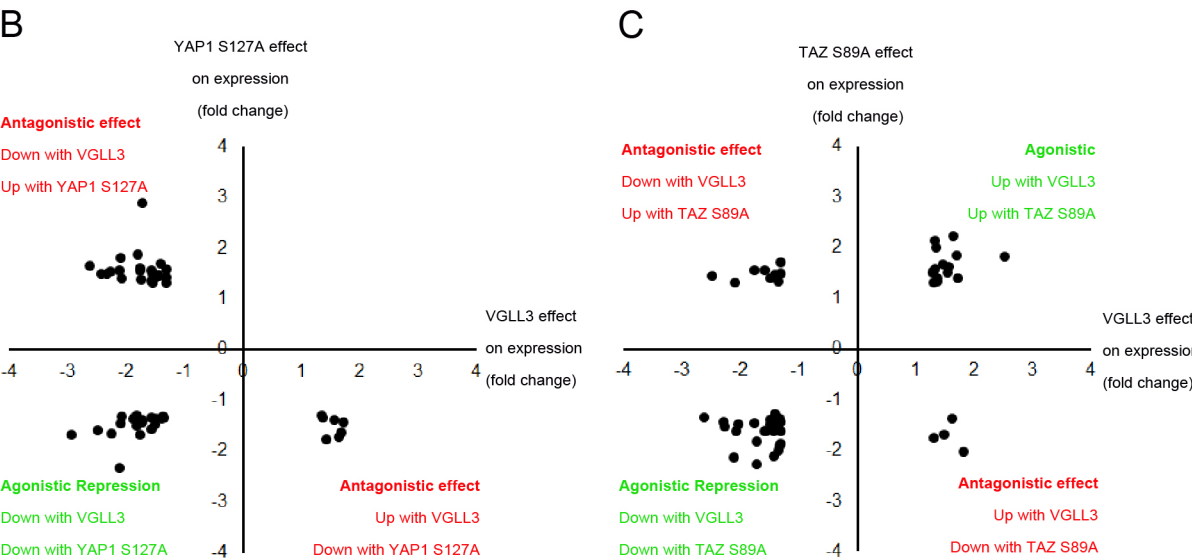 B
YAP1 S127A effect
on expression
(fold change)
Antagonistic effect
Down with VGLL3
Up with YAP1 S127A
4
3
2
1
0
-1
-2
-3
-4
-4 -3 -2 -1 0 1 2 3 4
VGLL3 effect
on expression
(fold change)
Agonistic Repression
Down with VGLL3
Down with YAP1 S127A
Antagonistic effect
Up with VGLL3
Down with YAP1 S127A
C
TAZ S89A effect
on expression
(fold change)
Antagonistic effect
Down with VGLL3
Up with TAZ S89A
Agonistic
Up with VGLL3
Up with TAZ S89A
4
3
2
1
0
-1
-2
-3
-4
-4 -3 -2 -1 0 1 2 3 4
VGLL3 effect
on expression
(fold change)
Agonistic Repression
Down with VGLL3
Down with TAZ S89A
Antagonistic effect
Up with VGLL3
Down with TAZ S89A